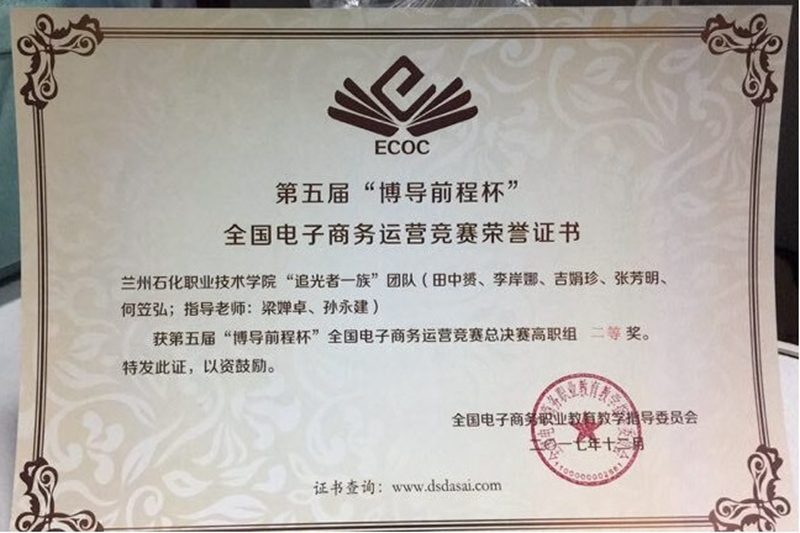 ECOC
第五届“博导前程杯”
全国电子商务运营竞赛荣誉证书
兰州石化职业技术学院“追光者一族”团队（田中赟、李岸娜、吉娟珍、张芳明、
何笠弘；指导老师：梁婵卓、孙永建）
获第五届“博导前程杯”全国电子商务运营竞赛总决赛高职组 二等 奖。
特发此证，以资鼓励。
全国电子商务职业教育教学指导委员会
二〇一七年十二月
证书查询：www.dsdasai.com